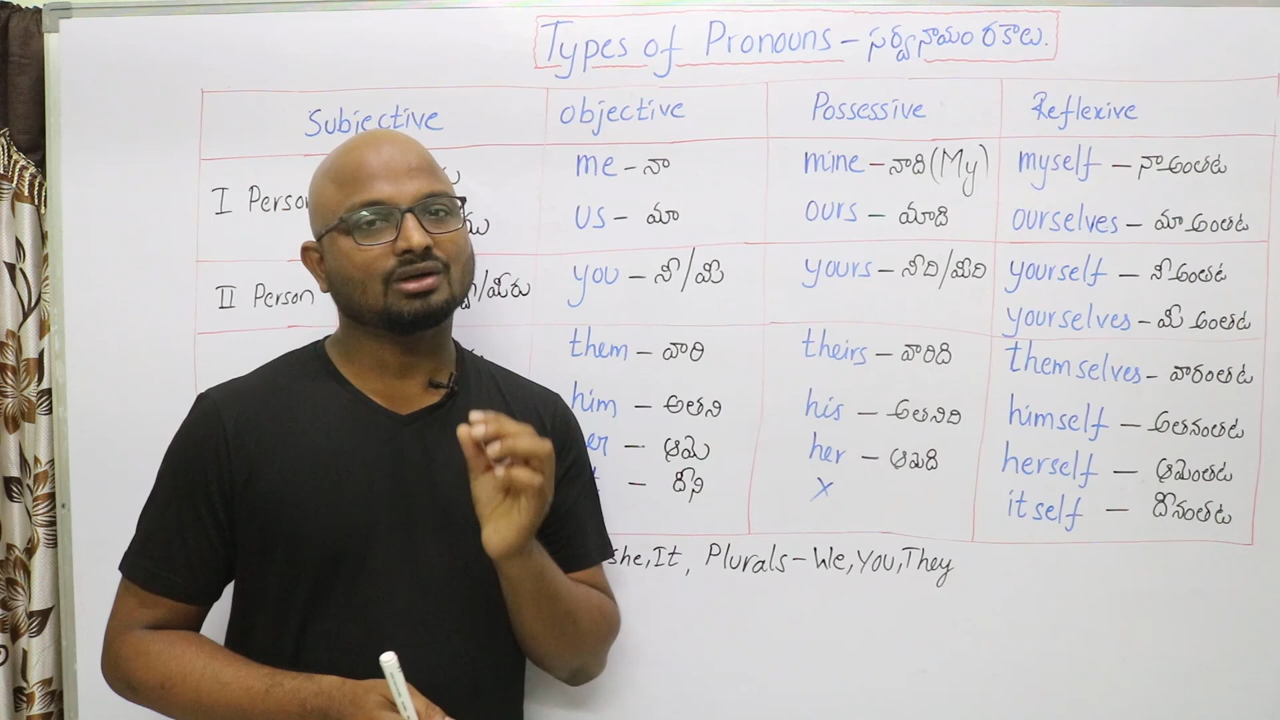 Types of Pronouns - సర్వనామం రకాలు.
Subjective Objective Possessive Reflexive
I Person me - నా mine - నాది (My) myself - నా అంతట
us - మా ours - మాది ourselves - మా అంతట
II Person /మీరు you - నీ/మీ yours - నీది/మీది yourself - నీ అంతట
yourselves - మీ అంతట
them - వారి theirs - వారిది themselves - వారంతట
him - అతని his - అతనిది himself - అతనంతట
er - ఆమె her - ఆమెది herself - ఆమెంతట
- దీని x itself - దీనంతట
she, It, Plurals - We, You, They